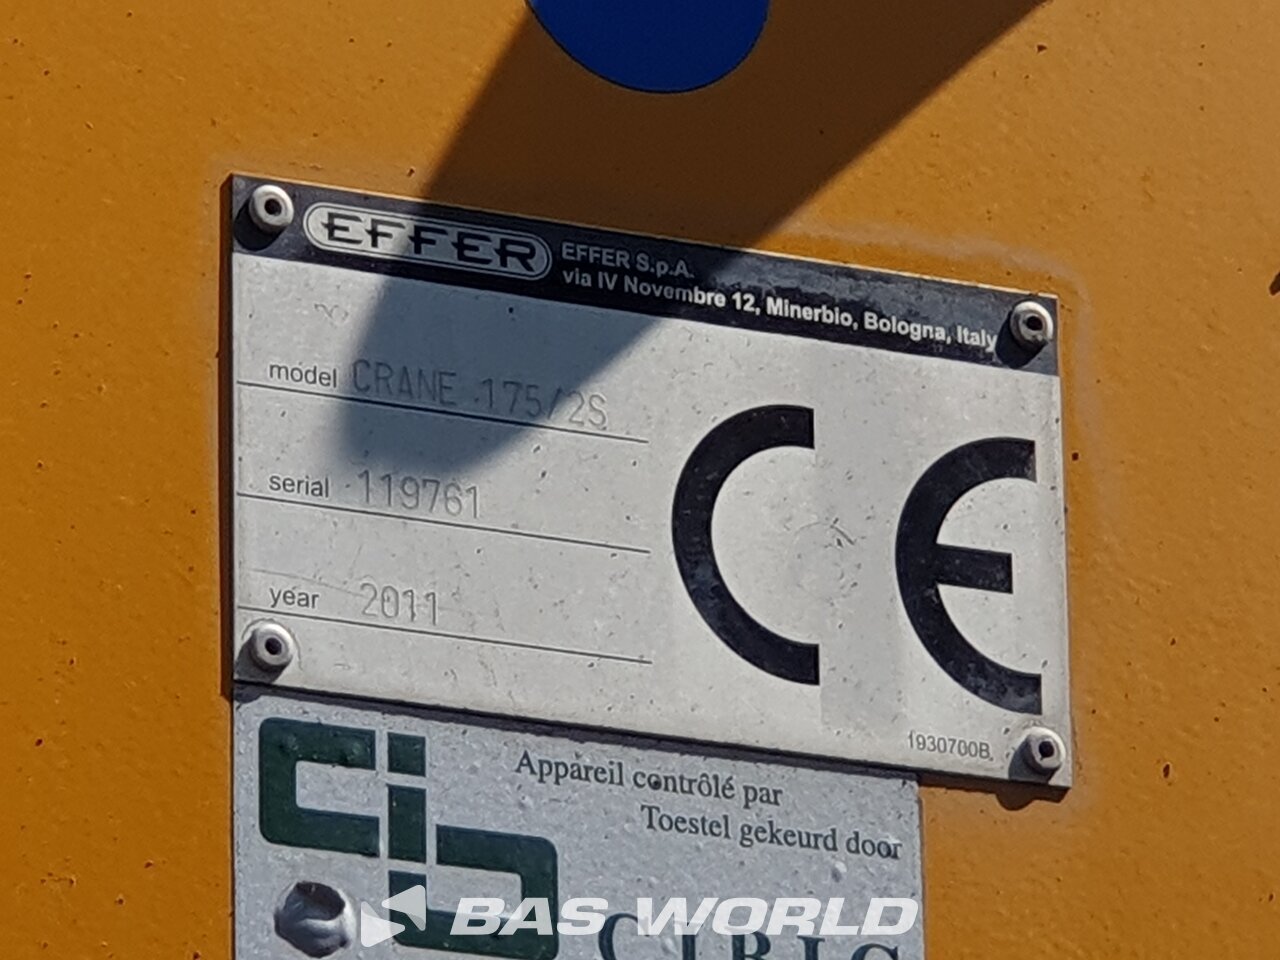 EFFER
EFFER S.p.A.
via IV Novembre 12, Minerbio, Bologna, Italy
model CRANE 175/2S
serial 119761
year 2011
CE
1930700B
cib
Appareil contrôlé par
Toestel gekeurd door
BAS WORLD